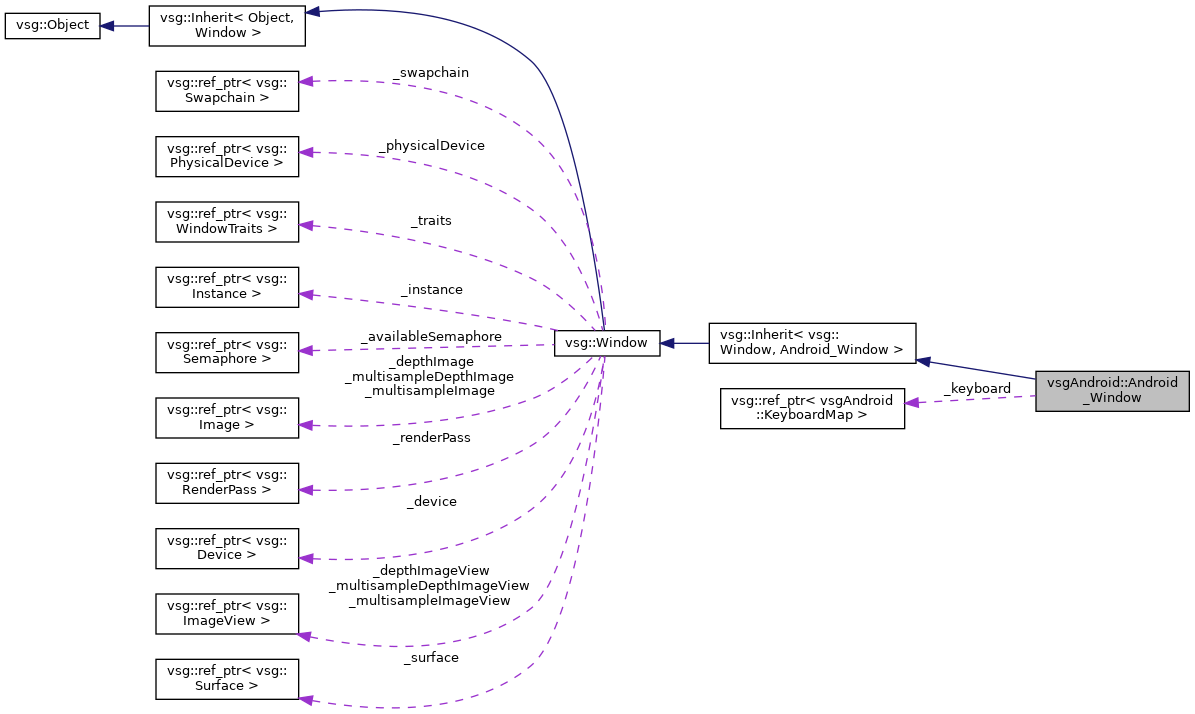 vsg::Object
vsg::Inherit< Object,
Window >
vsg::ref_ptr< vsg::
Swapchain >
_swapchain
vsg::ref_ptr< vsg::
PhysicalDevice >
_physicalDevice
vsg::ref_ptr< vsg::
WindowTraits >
_traits
vsg::ref_ptr< vsg::
Instance >
_instance
vsg::ref_ptr< vsg::
Semaphore >
_availableSemaphore
vsg::ref_ptr< vsg::
Image >
_depthImage
_multisampleDepthImage
_multisampleImage
vsg::ref_ptr< vsg::
RenderPass >
_renderPass
vsg::ref_ptr< vsg::
Device >
_device
vsg::ref_ptr< vsg::
ImageView >
_depthImageView
_multisampleDepthImageView
_multisampleImageView
vsg::ref_ptr< vsg::
Surface >
_surface
vsg::Window
vsg::Inherit< vsg::
Window, Android_Window >
vsg::ref_ptr< vsgAndroid
::KeyboardMap >
_keyboard
vsgAndroid::Android
_Window